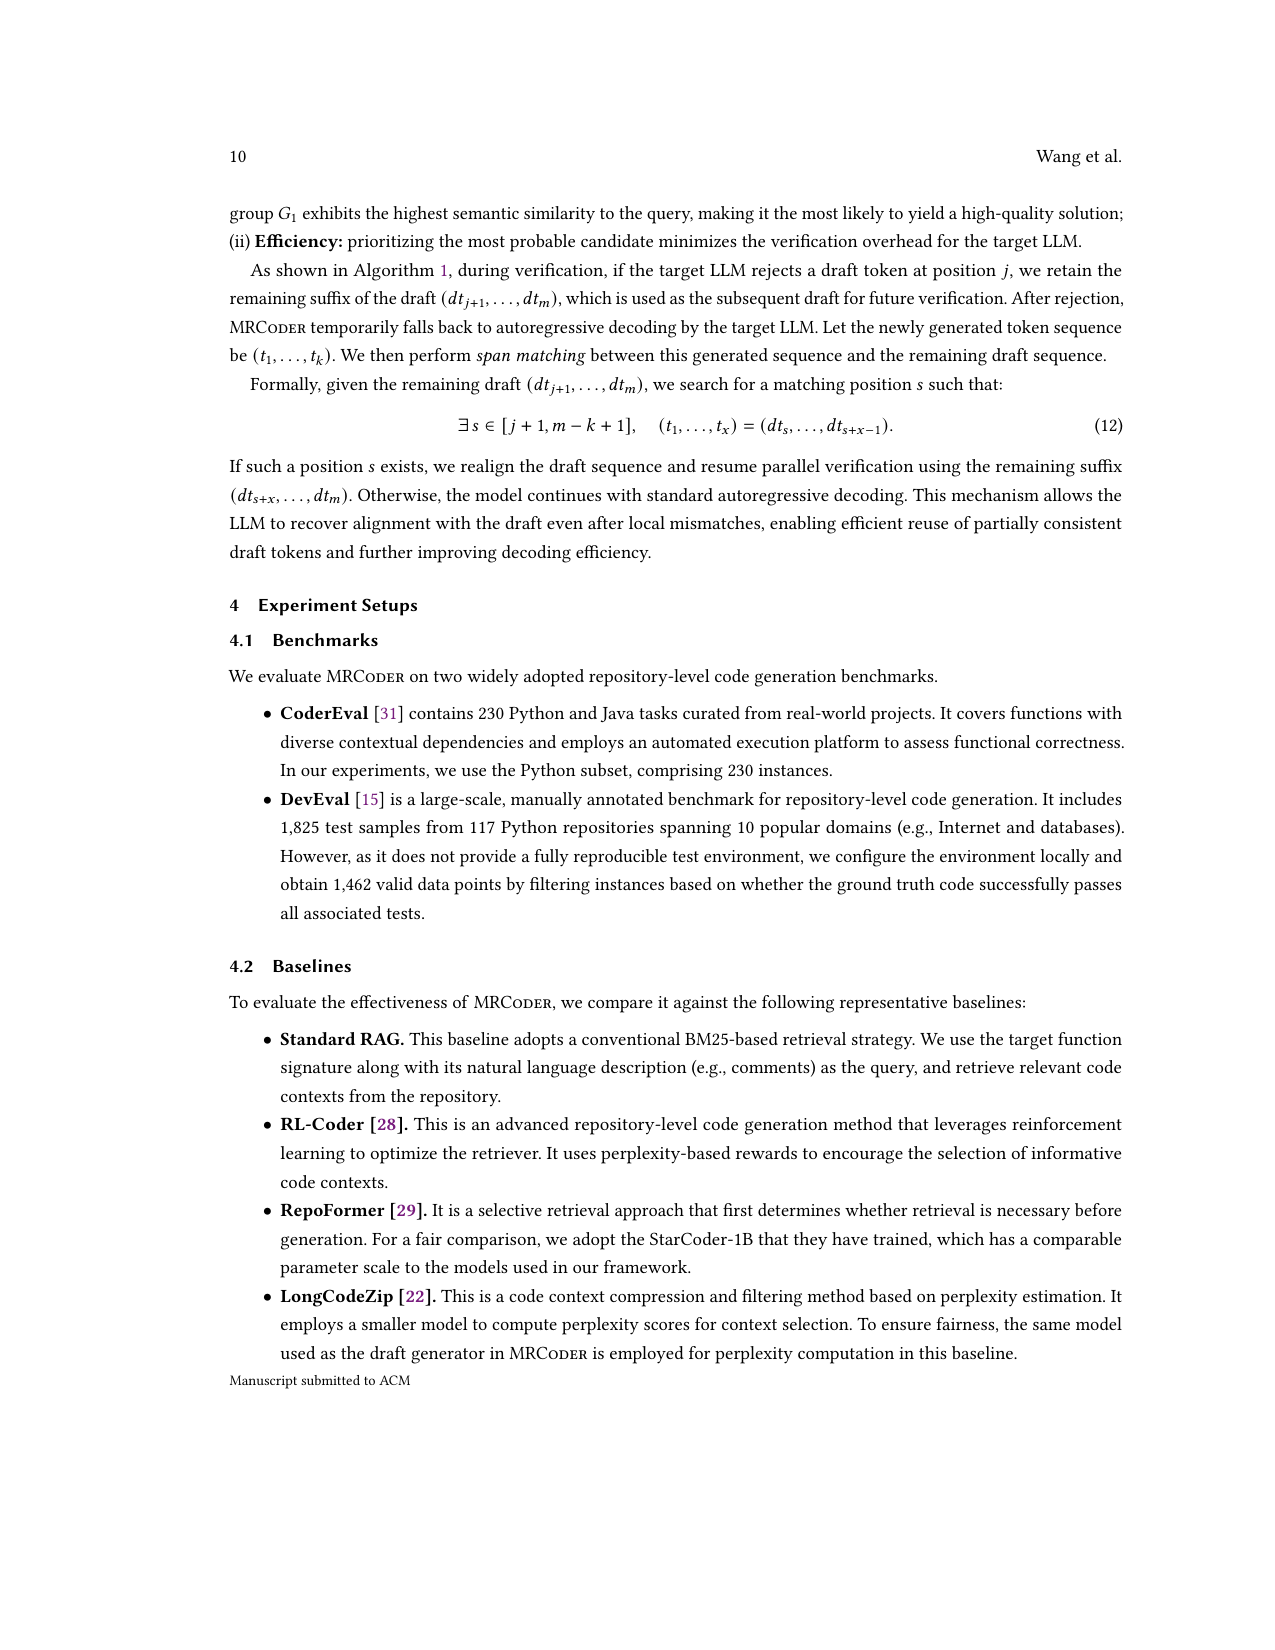 10 Wang et al.
group G₁ exhibits the highest semantic similarity to the query, making it the most likely to yield a high-quality solution;
(ii) Efficiency: prioritizing the most probable candidate minimizes the verification overhead for the target LLM.
As shown in Algorithm 1, during verification, if the target LLM rejects a draft token at position j, we retain the
remaining suffix of the draft (dt_{j+1}, . . . , dt_m), which is used as the subsequent draft for future verification. After rejection,
MRCoder temporarily falls back to autoregressive decoding by the target LLM. Let the newly generated token sequence
be (t₁, . . . , t_k). We then perform span matching between this generated sequence and the remaining draft sequence.
Formally, given the remaining draft (dt_{j+1}, . . . , dt_m), we search for a matching position s such that:
∃ s ∈ [j + 1, m − k + 1], (t₁, . . . , t_x) = (dt_s, . . . , dt_{s+x−1}). (12)
If such a position s exists, we realign the draft sequence and resume parallel verification using the remaining suffix
(dt_{s+x}, . . . , dt_m). Otherwise, the model continues with standard autoregressive decoding. This mechanism allows the
LLM to recover alignment with the draft even after local mismatches, enabling efficient reuse of partially consistent
draft tokens and further improving decoding efficiency.
4 Experiment Setups
4.1 Benchmarks
We evaluate MRCoder on two widely adopted repository-level code generation benchmarks.
• CoderEval [31] contains 230 Python and Java tasks curated from real-world projects. It covers functions with
diverse contextual dependencies and employs an automated execution platform to assess functional correctness.
In our experiments, we use the Python subset, comprising 230 instances.
• DevEval [15] is a large-scale, manually annotated benchmark for repository-level code generation. It includes
1,825 test samples from 117 Python repositories spanning 10 popular domains (e.g., Internet and databases).
However, as it does not provide a fully reproducible test environment, we configure the environment locally and
obtain 1,462 valid data points by filtering instances based on whether the ground truth code successfully passes
all associated tests.
4.2 Baselines
To evaluate the effectiveness of MRCoder, we compare it against the following representative baselines:
• Standard RAG. This baseline adopts a conventional BM25-based retrieval strategy. We use the target function
signature along with its natural language description (e.g., comments) as the query, and retrieve relevant code
contexts from the repository.
• RL-Coder [28]. This is an advanced repository-level code generation method that leverages reinforcement
learning to optimize the retriever. It uses perplexity-based rewards to encourage the selection of informative
code contexts.
• RepoFormer [29]. It is a selective retrieval approach that first determines whether retrieval is necessary before
generation. For a fair comparison, we adopt the StarCoder-1B that they have trained, which has a comparable
parameter scale to the models used in our framework.
• LongCodeZip [22]. This is a code context compression and filtering method based on perplexity estimation. It
employs a smaller model to compute perplexity scores for context selection. To ensure fairness, the same model
used as the draft generator in MRCoder is employed for perplexity computation in this baseline.
Manuscript submitted to ACM